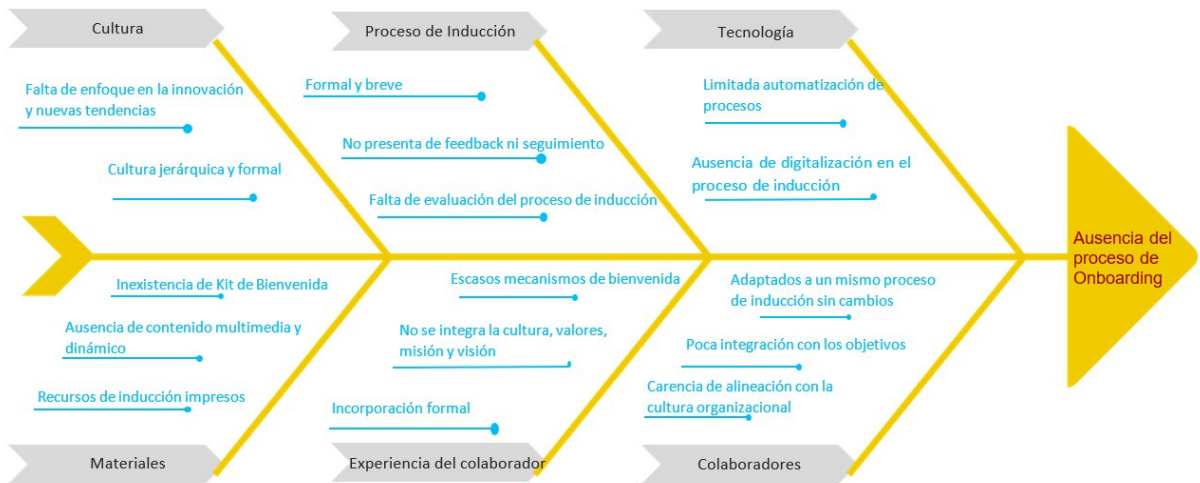 Cultura
Proceso de Inducción
Tecnología
Falta de enfoque en la innovación
y nuevas tendencias
Cultura jerárquica y formal
Formal y breve
No presenta de feedback ni seguimiento
Falta de evaluación del proceso de inducción
Limitada automatización de
procesos
Ausencia de digitalización en el
proceso de inducción
Ausencia del
proceso de
Onboarding
Inexistencia de Kit de Bienvenida
Ausencia de contenido multimedia y
dinámico
Recursos de inducción impresos
Escasos mecanismos de bienvenida
No se integra la cultura, valores,
misión y visión
Incorporación formal
Adaptados a un mismo proceso
de inducción sin cambios
Poca integración con los objetivos
Carencia de alineación con la
cultura organizacional
Materiales
Experiencia del colaborador
Colaboradores